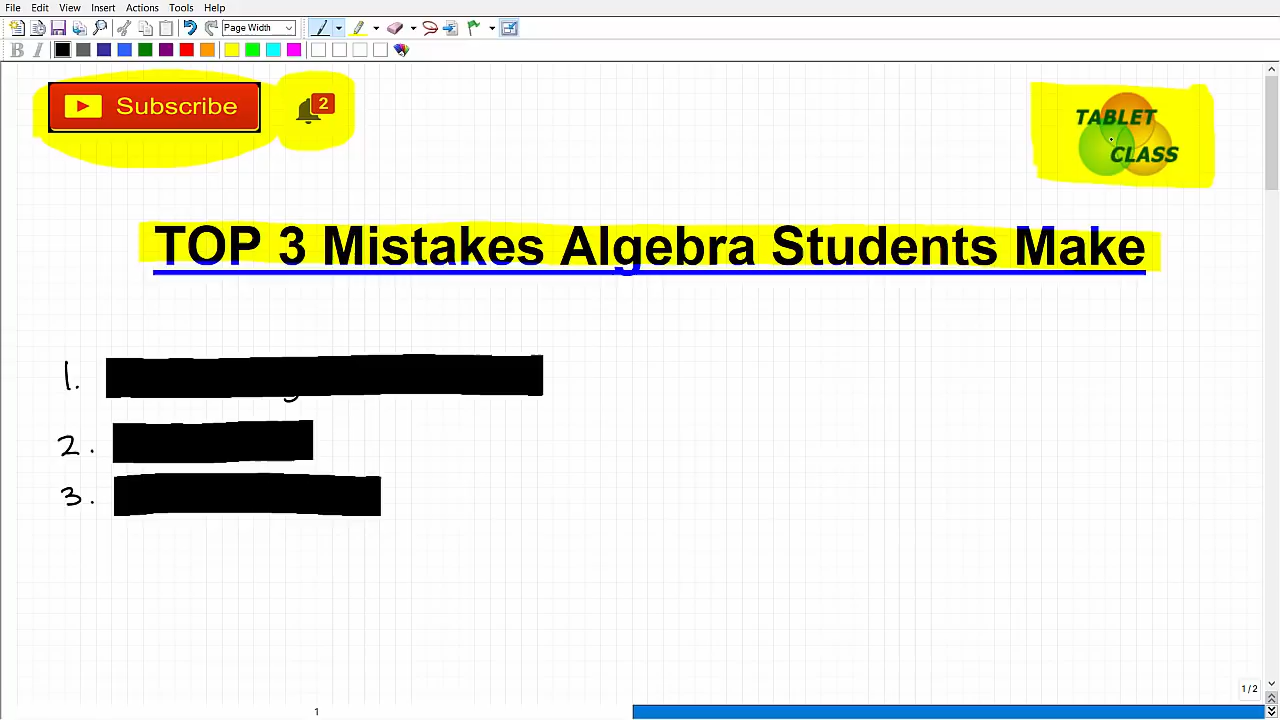 File Edit View Insert Actions Tools Help
Page Width
B I
Subscribe
2
TABLET
CLASS
TOP 3 Mistakes Algebra Students Make
1.
2.
3.
1/2
1